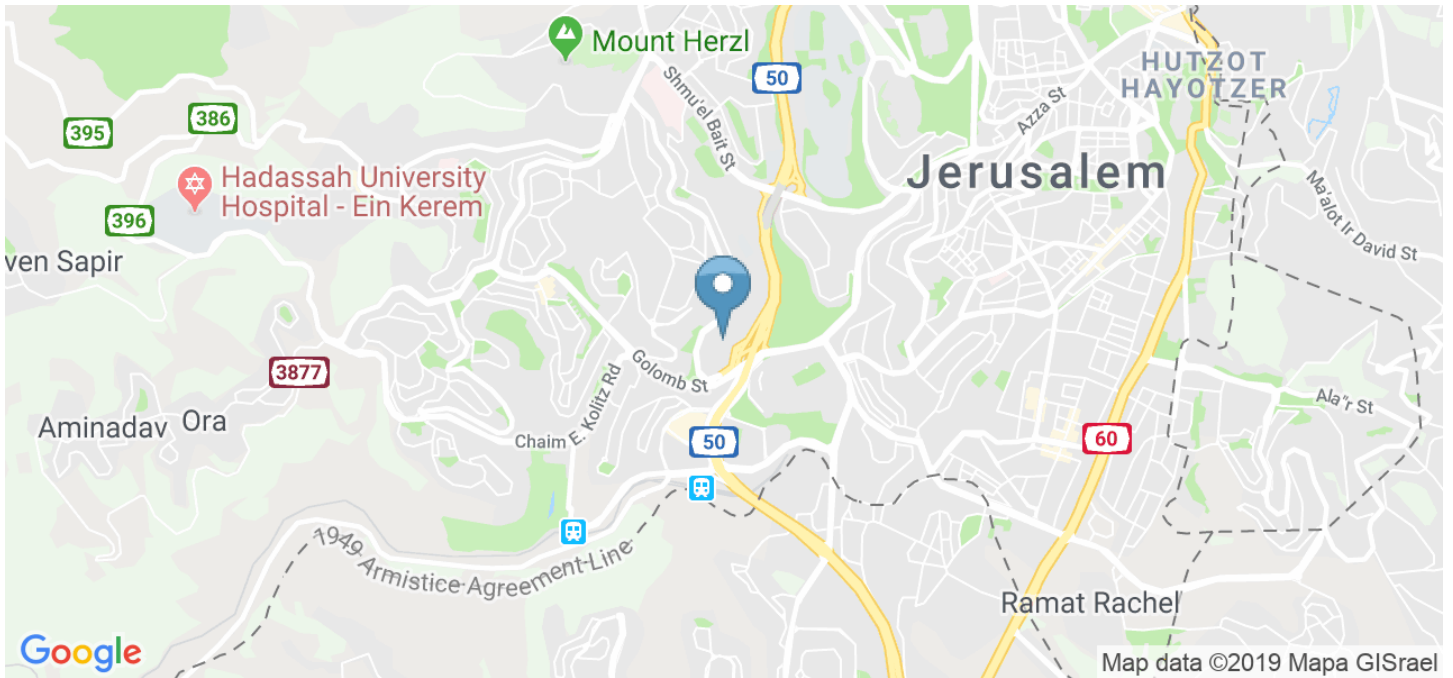 Mount Herzl
50
Shmu'el Bait St
HUTZOT
HAYOTZER
Azza St
386
395
Jerusalem
Hadassah University
Hospital - Ein Kerem
396
Ma'alot Ir David St
ven Sapir
3877
Golomb St
Ala"r St
Aminadav
Ora
Chaim E. Kolitz Rd
50
60
1949 Armistice Agreement Line
Ramat Rachel
Google
Map data ©2019 Mapa GISrael